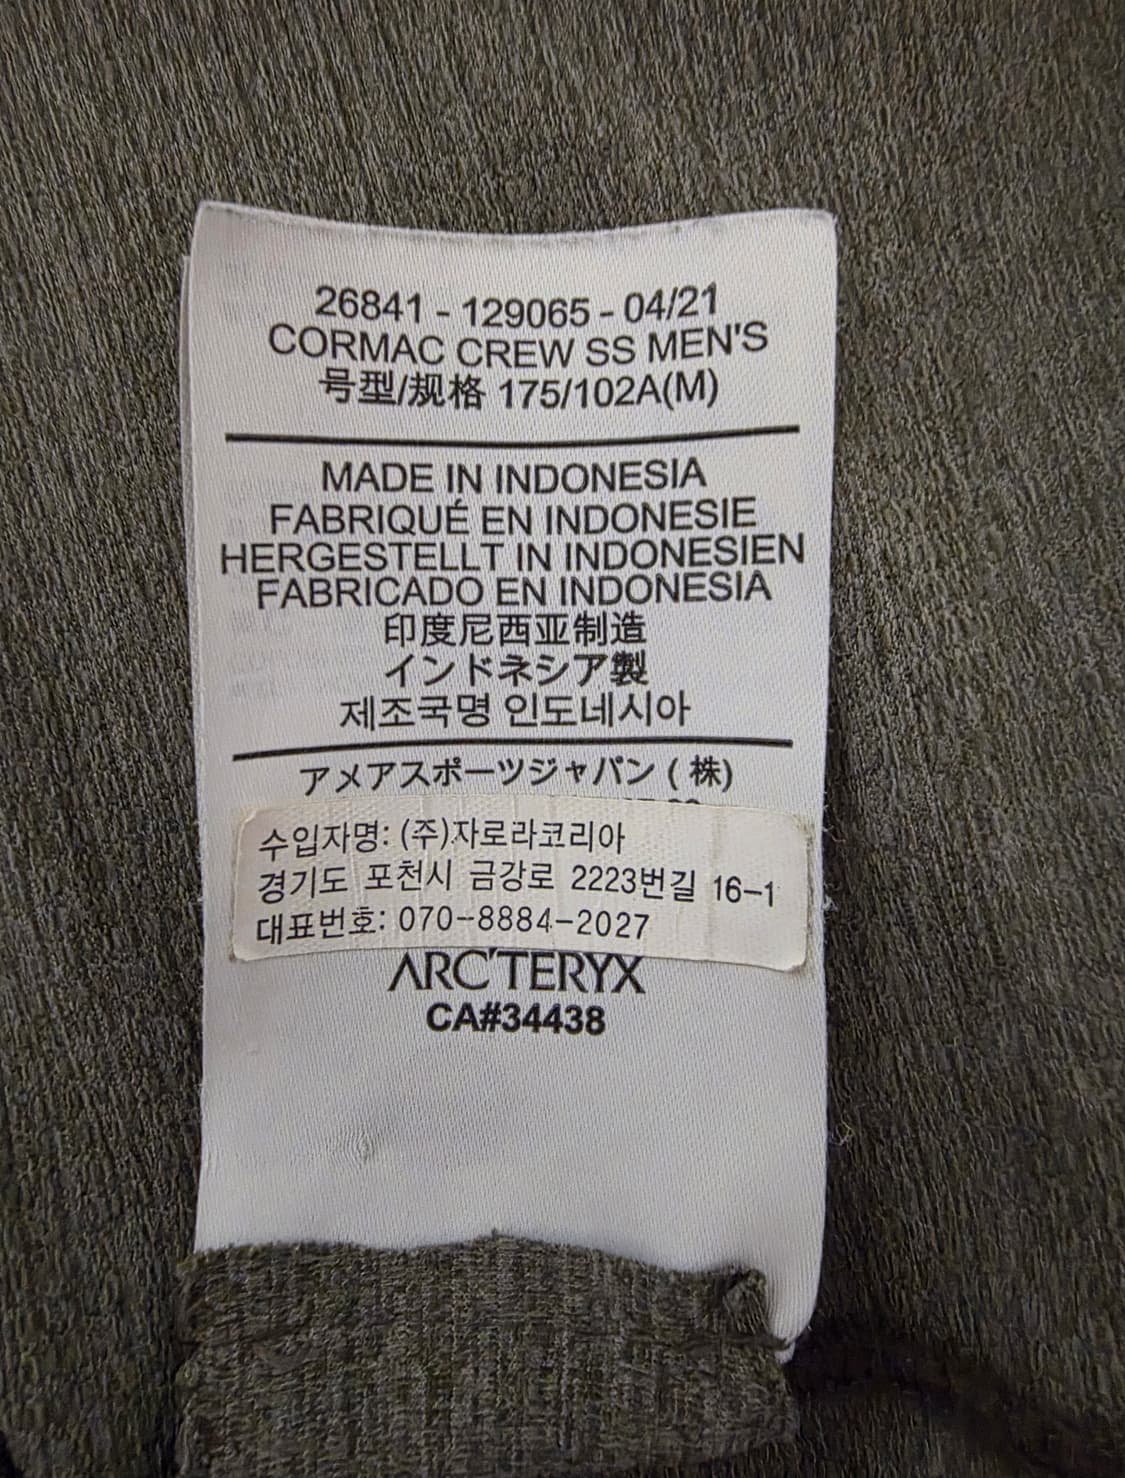 26841 - 129065 - 04/21
CORMAC CREW SS MEN'S
号型/规格 175/102A(M)
MADE IN INDONESIA
FABRIQUÉ EN INDONESIE
HERGESTELLT IN INDONESIEN
FABRICADO EN INDONESIA
印度尼西亚制造
インドネシア製
제조국명 인도네시아
アメアスポーツジャパン ( 株)
수입자명: (주)자로라코리아
경기도 포천시 금강로 2223번길 16-1
대표번호: 070-8884-2027
ARC'TERYX
CA#34438